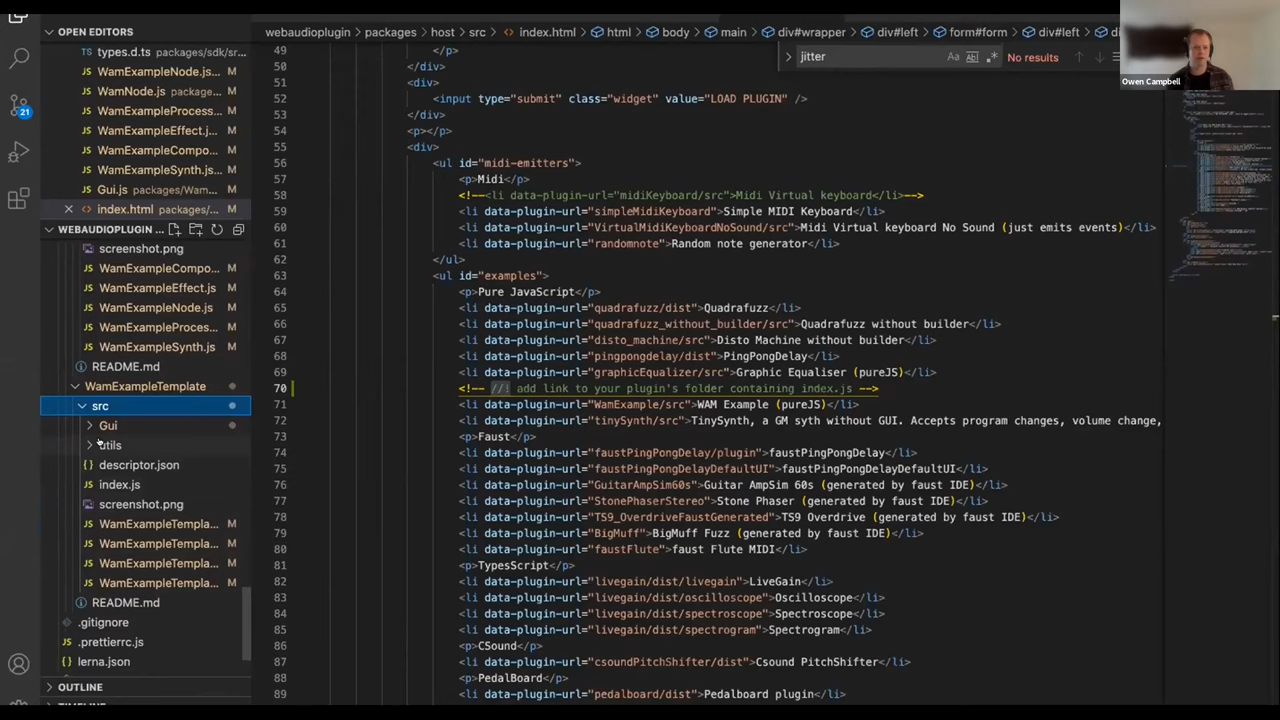 OPEN EDITORS
TS types.d.ts packages/sdk/sr...
JS WamExampleNode.js...
JS WamNode.js packages/... M
JS WamExampleProcess... M
JS WamExampleEffect.j... M
JS WamExampleCompo... M
JS WamExampleSynth.js... M
JS Gui.js packages/Wam... M
index.html packages/... M
WEBAUDIOPLUGIN ...
screenshot.png
JS WamExampleCompo... M
JS WamExampleEffect.js M
JS WamExampleNode.js M
JS WamExampleProces... M
JS WamExampleSynth.js M
README.md
WamExampleTemplate
src
Gui
utils
{} descriptor.json
JS index.js
screenshot.png
JS WamExampleTempla... M
JS WamExampleTempla... M
JS WamExampleTempla... M
JS WamExampleTempla... M
README.md
.gitignore
JS .prettierrc.js
{} lerna.json
OUTLINE
21
webaudioplugin > packages > host > src > index.html > html > body > main > div#wrapper > div#left > form#form > div#left >
jitter
Aa
No results
Owen Campbell
49 </p>
50 </div>
51 <div>
52 <input type="submit" class="widget" value="LOAD PLUGIN" />
53 </div>
54 <p></p>
55 <div>
56 <ul id="midi-emitters">
57 <p>Midi</p>
58 <!--<li data-plugin-url="midiKeyboard/src">Midi Virtual keyboard</li>-->
59 <li data-plugin-url="simpleMidiKeyboard">Simple MIDI Keyboard</li>
60 <li data-plugin-url="VirtualMidiKeyboardNoSound/src">Midi Virtual keyboard No Sound (just emits events)</li>
61 <li data-plugin-url="randomnote">Random note generator</li>
62 </ul>
63 <ul id="examples">
64 <p>Pure JavaScript</p>
65 <li data-plugin-url="quadrafuzz/dist">Quadrafuzz</li>
66 <li data-plugin-url="quadrafuzz_without_builder/src">Quadrafuzz without builder</li>
67 <li data-plugin-url="disto_machine/src">Disto Machine without builder</li>
68 <li data-plugin-url="pingpongdelay/dist">PingPongDelay</li>
69 <li data-plugin-url="graphicEqualizer/src">Graphic Equaliser (pureJS)</li>
70 <!-- //! add link to your plugin's folder containing index.js -->
71 <li data-plugin-url="WamExample/src">WAM Example (pureJS)</li>
72 <li data-plugin-url="tinySynth/src">TinySynth, a GM syth without GUI. Accepts program changes, volume change,
73 <p>Faust</p>
74 <li data-plugin-url="faustPingPongDelay/plugin">faustPingPongDelay</li>
75 <li data-plugin-url="faustPingPongDelayDefaultUI">faustPingPongDelayDefaultUI</li>
76 <li data-plugin-url="GuitarAmpSim60s">Guitar AmpSim 60s (generated by faust IDE)</li>
77 <li data-plugin-url="StonePhaserStereo">Stone Phaser (generated by faust IDE)</li>
78 <li data-plugin-url="TS9_OverdriveFaustGenerated">TS9 Overdrive (generated by faust IDE)</li>
79 <li data-plugin-url="BigMuff">BigMuff Fuzz (generated by faust IDE)</li>
80 <li data-plugin-url="faustFlute">faust Flute MIDI</li>
81 <p>TypesScript</p>
82 <li data-plugin-url="livegain/dist/livegain">LiveGain</li>
83 <li data-plugin-url="livegain/dist/oscilloscope">Oscilloscope</li>
84 <li data-plugin-url="livegain/dist/spectroscope">Spectroscope</li>
85 <li data-plugin-url="livegain/dist/spectrogram">Spectrogram</li>
86 <p>CSound</p>
87 <li data-plugin-url="csoundPitchShifter/dist">Csound PitchShifter</li>
88 <p>PedalBoard</p>
89 <li data-plugin-url="pedalboard/dist">Pedalboard plugin</li>